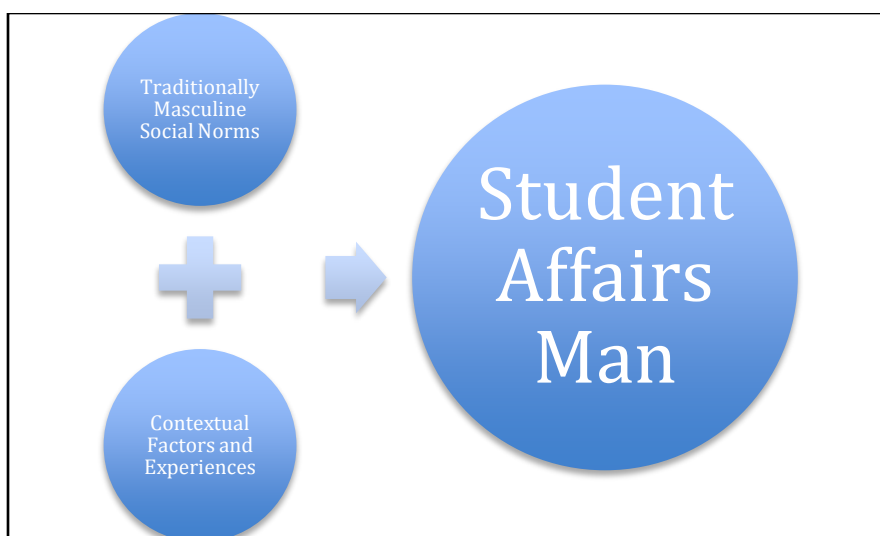 Traditionally
Masculine
Social Norms
Contextual
Factors and
Experiences
Student
Affairs
Man